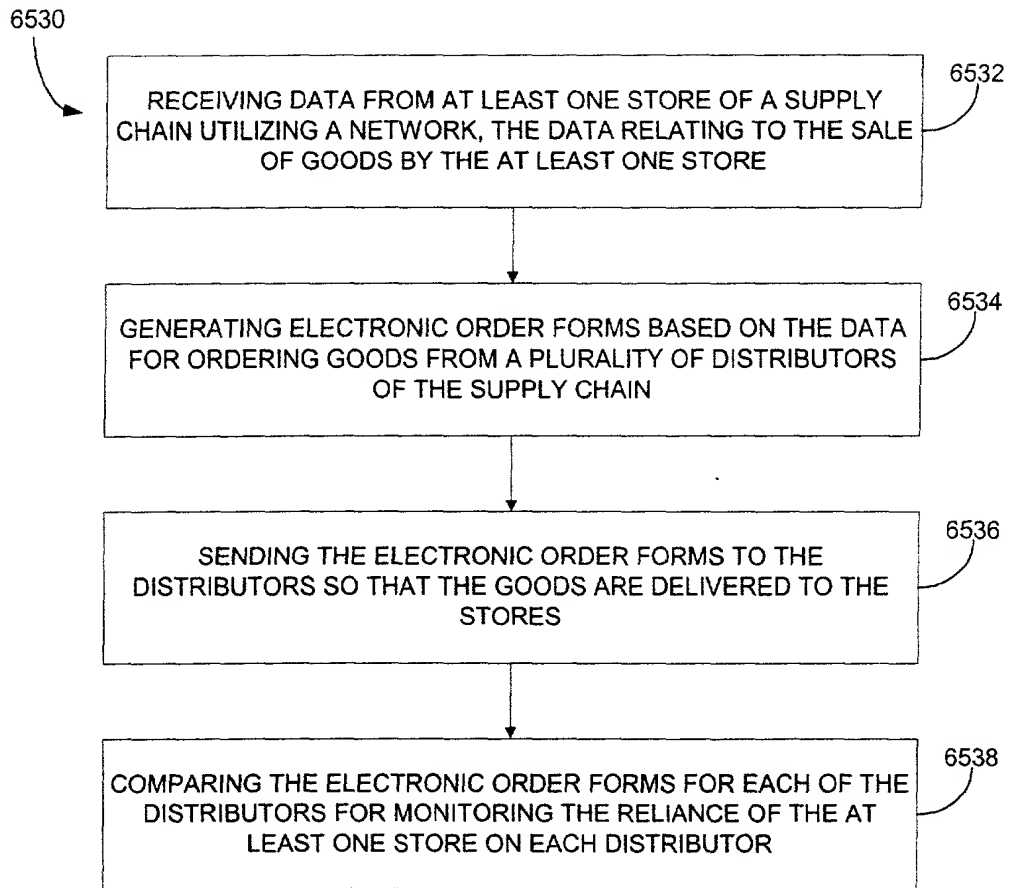 6530
RECEIVING DATA FROM AT LEAST ONE STORE OF A SUPPLY
CHAIN UTILIZING A NETWORK, THE DATA RELATING TO THE SALE
OF GOODS BY THE AT LEAST ONE STORE
6532
GENERATING ELECTRONIC ORDER FORMS BASED ON THE DATA
FOR ORDERING GOODS FROM A PLURALITY OF DISTRIBUTORS
OF THE SUPPLY CHAIN
6534
SENDING THE ELECTRONIC ORDER FORMS TO THE
DISTRIBUTORS SO THAT THE GOODS ARE DELIVERED TO THE
STORES
6536
COMPARING THE ELECTRONIC ORDER FORMS FOR EACH OF THE
DISTRIBUTORS FOR MONITORING THE RELIANCE OF THE AT
LEAST ONE STORE ON EACH DISTRIBUTOR
6538